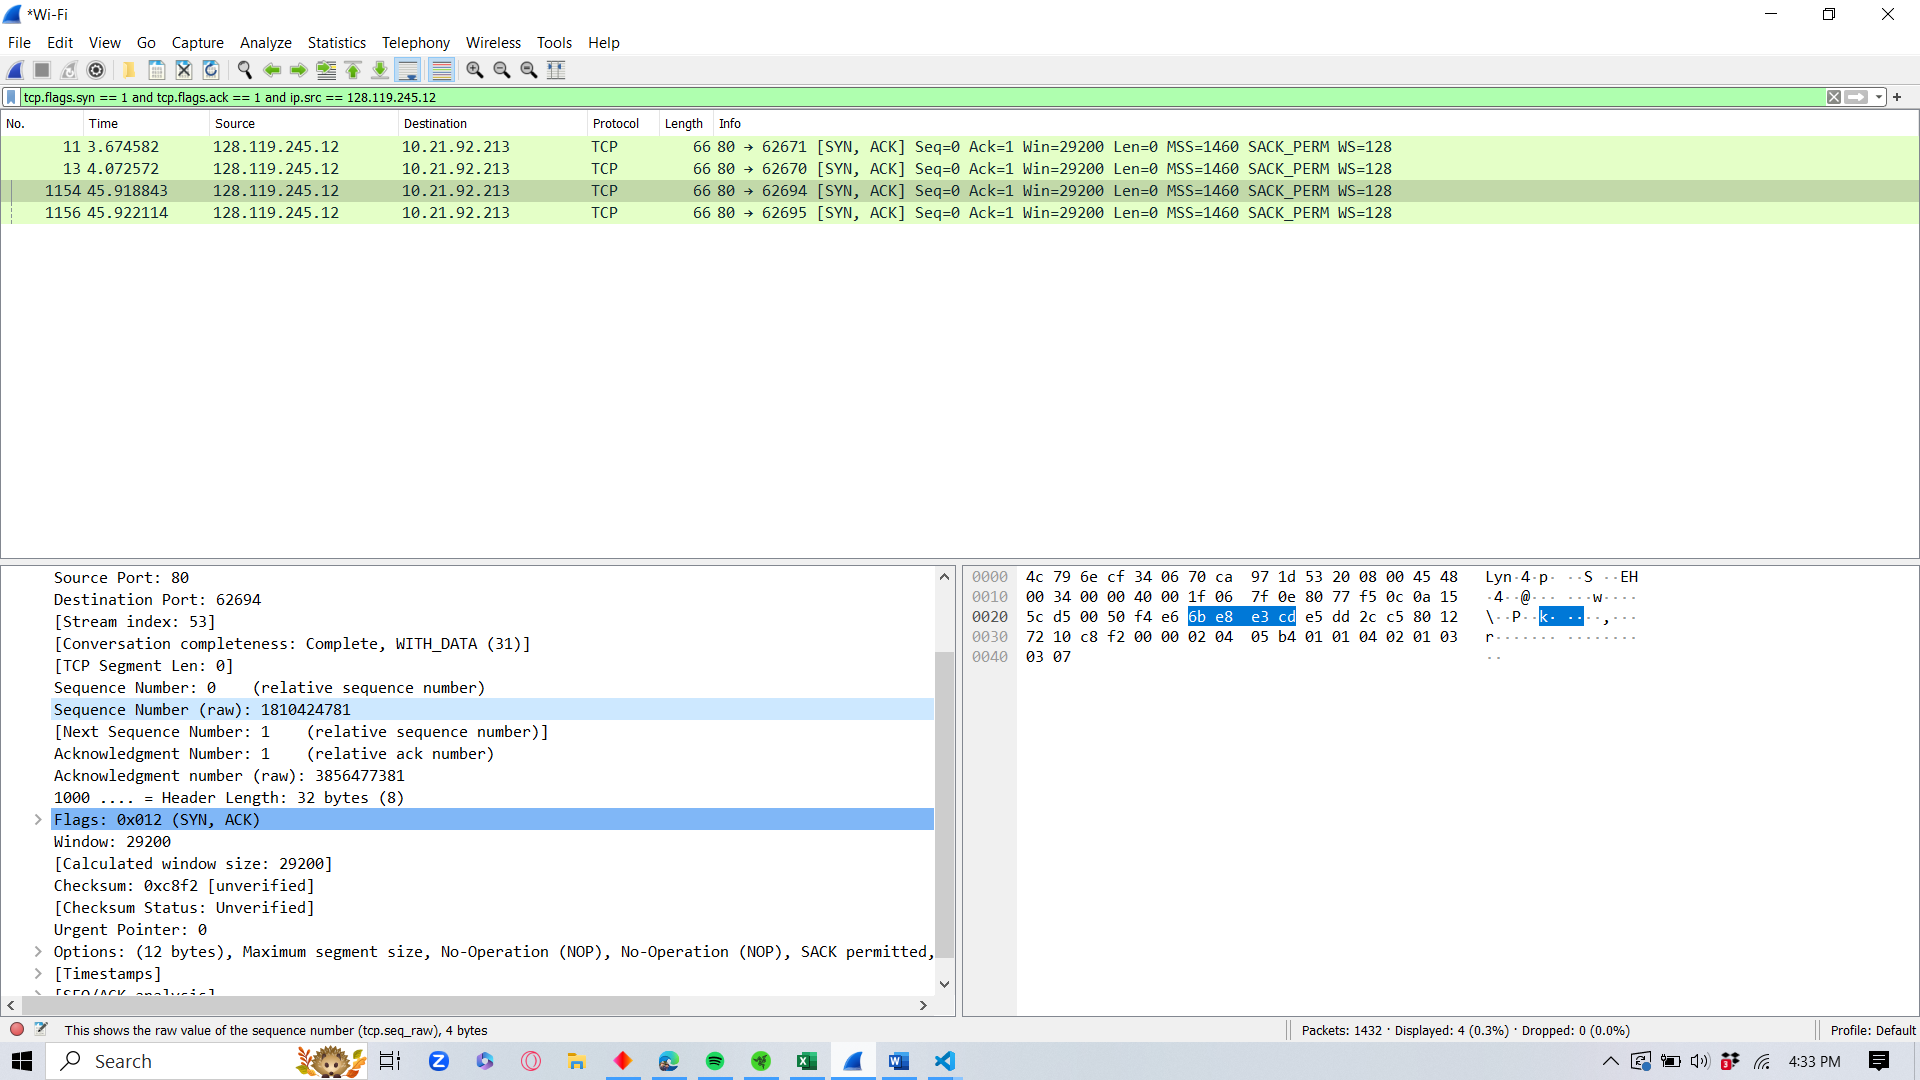 *Wi-Fi
File Edit View Go Capture Analyze Statistics Telephony Wireless Tools Help
tcp.flags.syn == 1 and tcp.flags.ack == 1 and ip.src == 128.119.245.12
No. Time Source Destination Protocol Length Info
11 3.674582 128.119.245.12 10.21.92.213 TCP 66 80 → 62671 [SYN, ACK] Seq=0 Ack=1 Win=29200 Len=0 MSS=1460 SACK_PERM WS=128
13 4.072572 128.119.245.12 10.21.92.213 TCP 66 80 → 62670 [SYN, ACK] Seq=0 Ack=1 Win=29200 Len=0 MSS=1460 SACK_PERM WS=128
1154 45.918843 128.119.245.12 10.21.92.213 TCP 66 80 → 62694 [SYN, ACK] Seq=0 Ack=1 Win=29200 Len=0 MSS=1460 SACK_PERM WS=128
1156 45.922114 128.119.245.12 10.21.92.213 TCP 66 80 → 62695 [SYN, ACK] Seq=0 Ack=1 Win=29200 Len=0 MSS=1460 SACK_PERM WS=128
Source Port: 80
Destination Port: 62694
[Stream index: 53]
[Conversation completeness: Complete, WITH_DATA (31)]
[TCP Segment Len: 0]
Sequence Number: 0 (relative sequence number)
Sequence Number (raw): 1810424781
[Next Sequence Number: 1 (relative sequence number)]
Acknowledgment Number: 1 (relative ack number)
Acknowledgment number (raw): 3856477381
1000 .... = Header Length: 32 bytes (8)
Flags: 0x012 (SYN, ACK)
Window: 29200
[Calculated window size: 29200]
Checksum: 0xc8f2 [unverified]
[Checksum Status: Unverified]
Urgent Pointer: 0
Options: (12 bytes), Maximum segment size, No-Operation (NOP), No-Operation (NOP), SACK permitted,
[Timestamps]
[SEQ/ACK analysis]
0000 4c 79 6e cf 34 06 70 ca 97 1d 53 20 08 00 45 48 Lyn·4·p· ··S ··EH
0010 00 34 00 00 40 00 1f 06 7f 0e 80 77 f5 0c 0a 15 ·4··@··· ···w····
0020 5c d5 00 50 f4 e6 6b e8 e3 cd e5 dd 2c c5 80 12 \··P··k· ····,···
0030 72 10 c8 f2 00 00 02 04 05 b4 01 01 04 02 01 03 r······· ········
0040 03 07 ··
This shows the raw value of the sequence number (tcp.seq_raw), 4 bytes
Packets: 1432 · Displayed: 4 (0.3%) · Dropped: 0 (0.0%)
Profile: Default
Search
4:33 PM